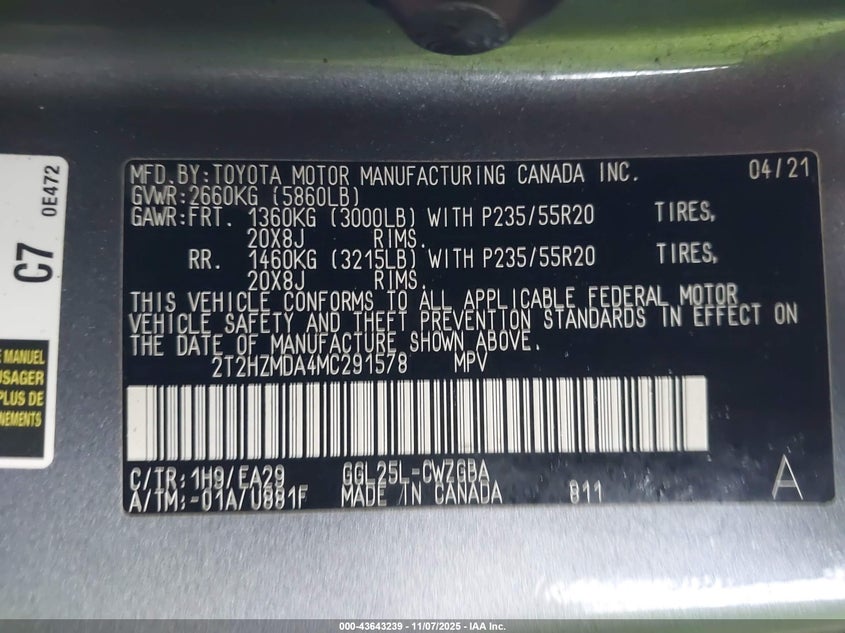 MFD.BY:TOYOTA MOTOR MANUFACTURING CANADA INC. 04/21
GVWR:2660KG (5860LB)
GAWR:FRT. 1360KG (3000LB) WITH P235/55R20 TIRES,
20X8J RIMS.
RR. 1460KG (3215LB) WITH P235/55R20 TIRES,
20X8J RIMS.
THIS VEHICLE CONFORMS TO ALL APPLICABLE FEDERAL MOTOR
VEHICLE SAFETY AND THEFT PREVENTION STANDARDS IN EFFECT ON
THE DATE OF MANUFACTURE SHOWN ABOVE.
2T2HZMDA4MC291578 MPV
C/TR:1H9/EA29 GGL25L-CWZGBA
A/TM:-01A/U881F MADE IN CANADA 811 A
C7 0E472
E MANUEL
USAGER
PLUS DE
NEMENTS
000-43643239 - 11/07/2025 - IAA Inc.